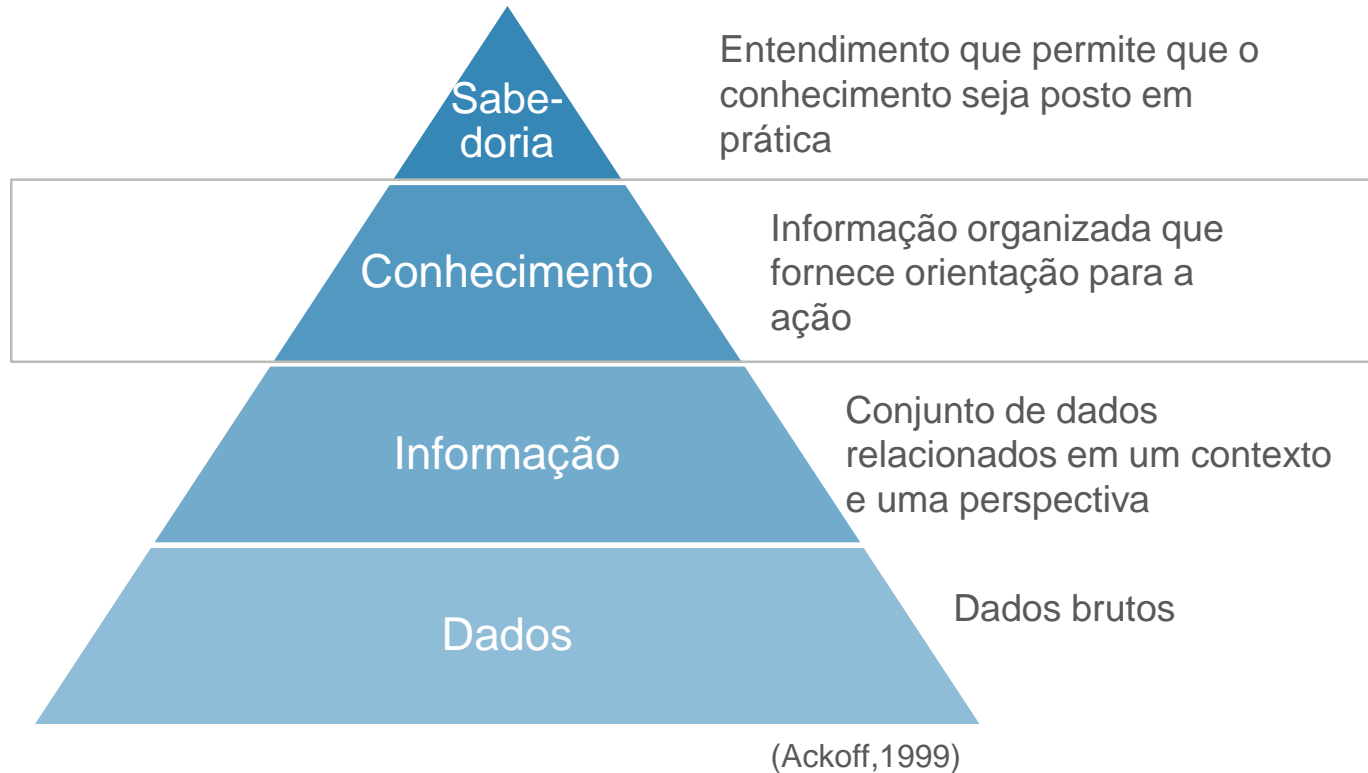 Sabe-
doria
Entendimento que permite que o
conhecimento seja posto em
prática
Conhecimento
Informação organizada que
fornece orientação para a
ação
Informação
Conjunto de dados
relacionados em um contexto
e uma perspectiva
Dados
Dados brutos
(Ackoff,1999)